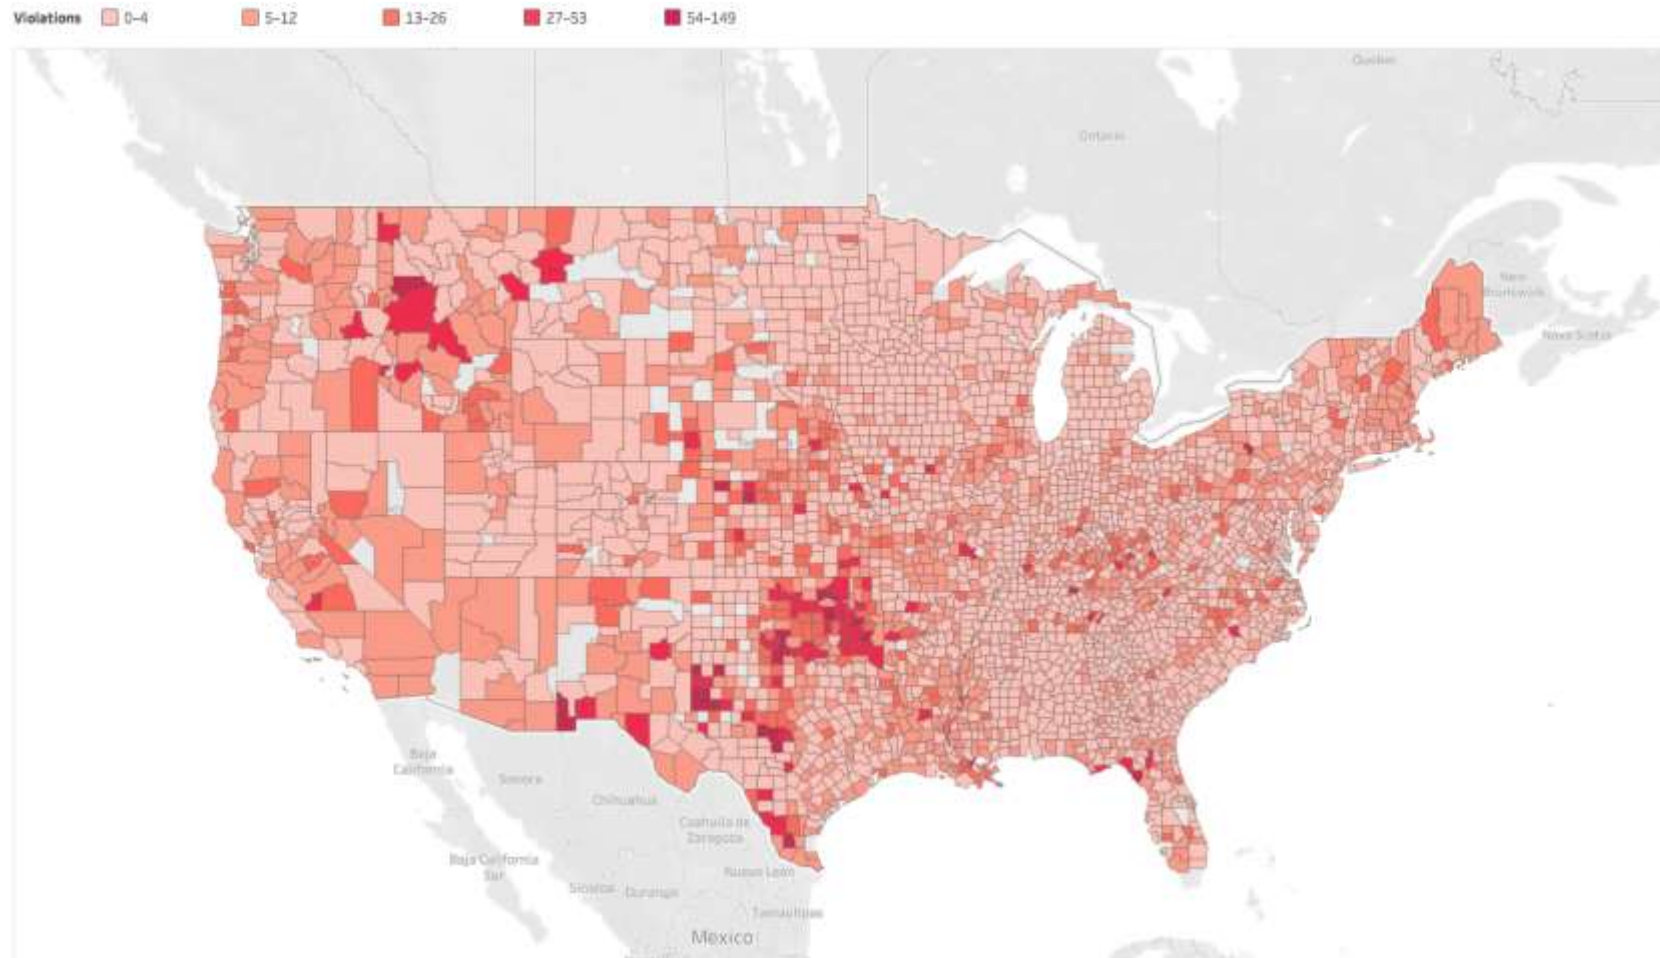 Violations 0–4 5–12 13–26 27–53 54–149
Quebec
Ontario
New
Brunswick
Nova Scotia
Baja
California
Sonora
Chihuahua
Coahuila de
Zaragoza
Baja California
Sur
Nuevo León
Sinaloa Durango
Tamaulipas
Mexico